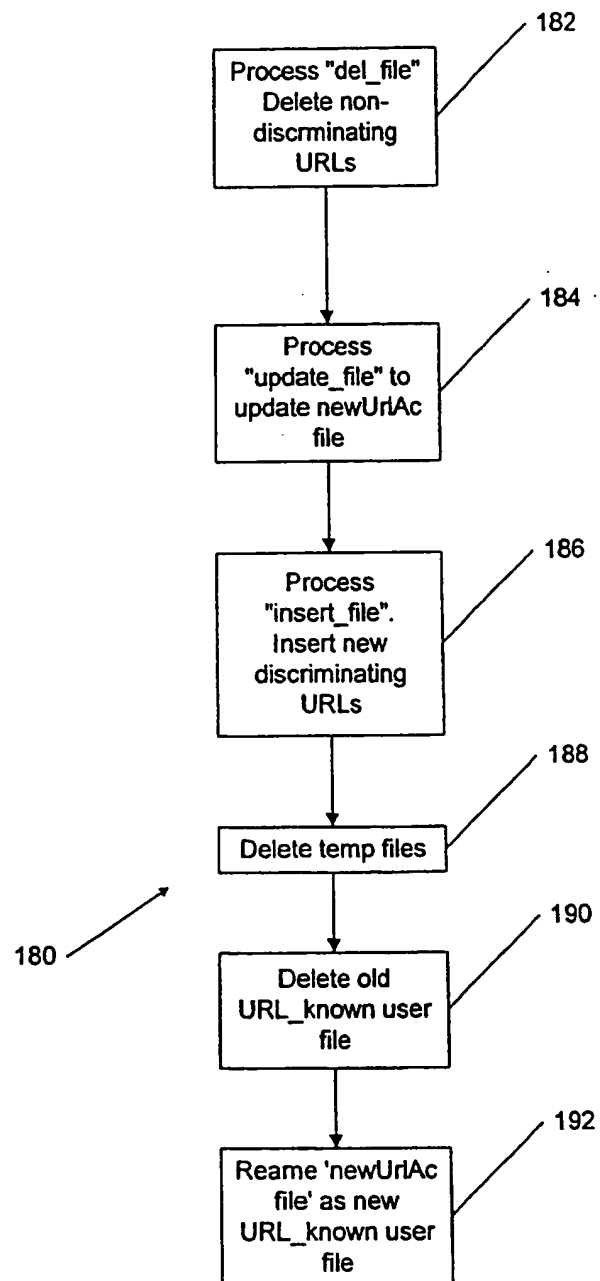 182
Process "del_file"
Delete non-
discrminating
URLs
184
Process
"update_file" to
update newUrlAc
file
186
Process
"insert_file".
Insert new
discriminating
URLs
188
Delete temp files
180
190
Delete old
URL_known user
file
192
Reame 'newUrlAc
file' as new
URL_known user
file